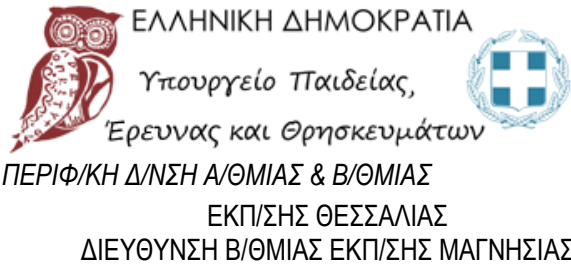 ΕΛΛΗΝΙΚΗ ΔΗΜΟΚΡΑΤΙΑ
Υπουργείο Παιδείας,
Έρευνας και Θρησκευμάτων
ΠΕΡΙΦ/ΚΗ Δ/ΝΣΗ Α/ΘΜΙΑΣ & Β/ΘΜΙΑΣ
ΕΚΠ/ΣΗΣ ΘΕΣΣΑΛΙΑΣ
ΔΙΕΥΘΥΝΣΗ Β/ΘΜΙΑΣ ΕΚΠ/ΣΗΣ ΜΑΓΝΗΣΙΑΣ